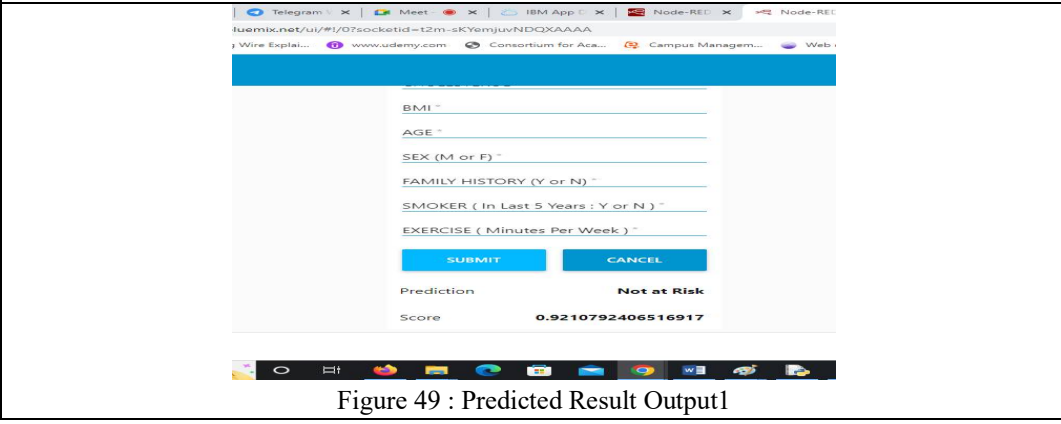 Telegram
Meet
IBM App
Node-RED
Node-RED
luemix.net/ui/#!/0?socketid=t2m-sKYemjuvNDQXAAAA
Wire Explai... www.udemy.com Consortium for Aca... Campus Managem... Web
BMI *
AGE *
SEX (M or F) *
FAMILY HISTORY (Y or N) *
SMOKER ( In Last 5 Years : Y or N ) *
EXERCISE ( Minutes Per Week ) *
SUBMIT CANCEL
Prediction Not at Risk
Score 0.9210792406516917
Figure 49 : Predicted Result Output1